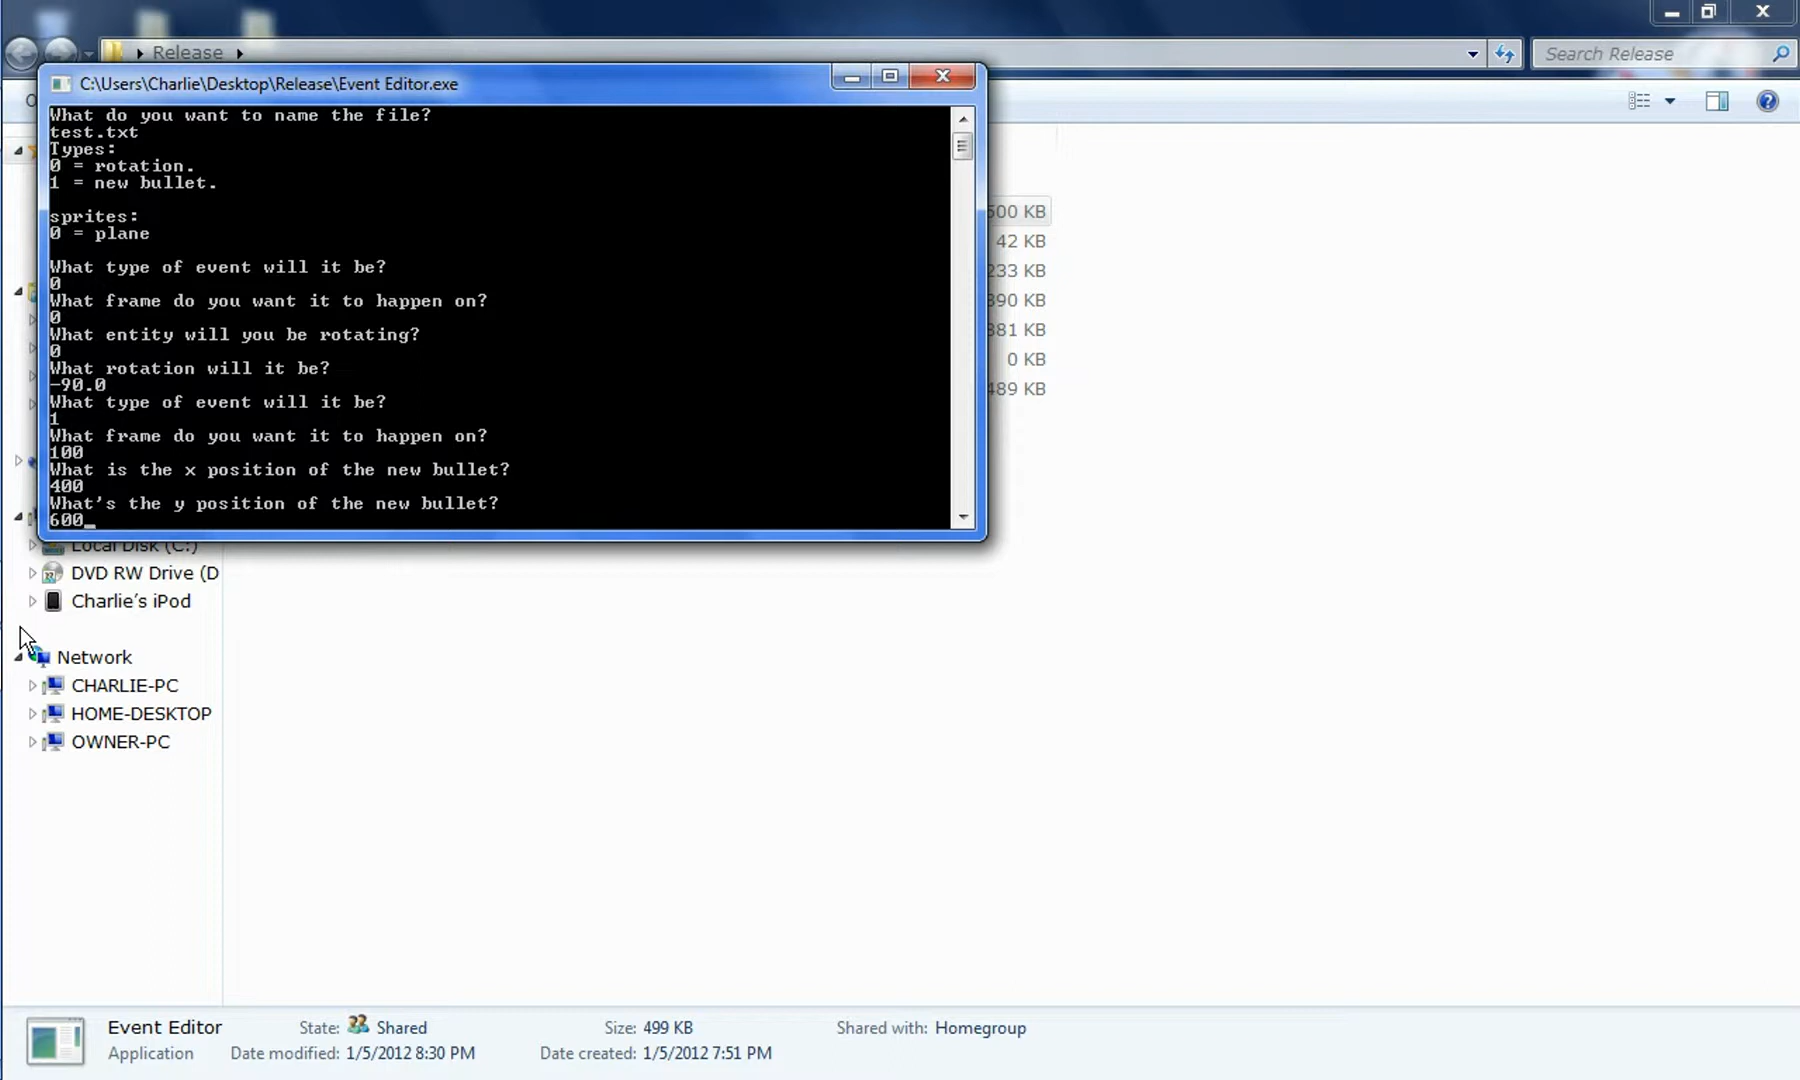 Release
Search Release
C:\Users\Charlie\Desktop\Release\Event Editor.exe
What do you want to name the file?
test.txt
Types:
0 = rotation.
1 = new bullet.
sprites:
0 = plane
What type of event will it be?
0
What frame do you want it to happen on?
0
What entity will you be rotating?
0
What rotation will it be?
-90.0
What type of event will it be?
1
What frame do you want it to happen on?
100
What is the x position of the new bullet?
400
What's the y position of the new bullet?
600_
500 KB
42 KB
233 KB
390 KB
381 KB
0 KB
489 KB
Local Disk (C:)
DVD RW Drive (D
Charlie's iPod
Network
CHARLIE-PC
HOME-DESKTOP
OWNER-PC
Event Editor State: Shared Size: 499 KB Shared with: Homegroup
Application Date modified: 1/5/2012 8:30 PM Date created: 1/5/2012 7:51 PM